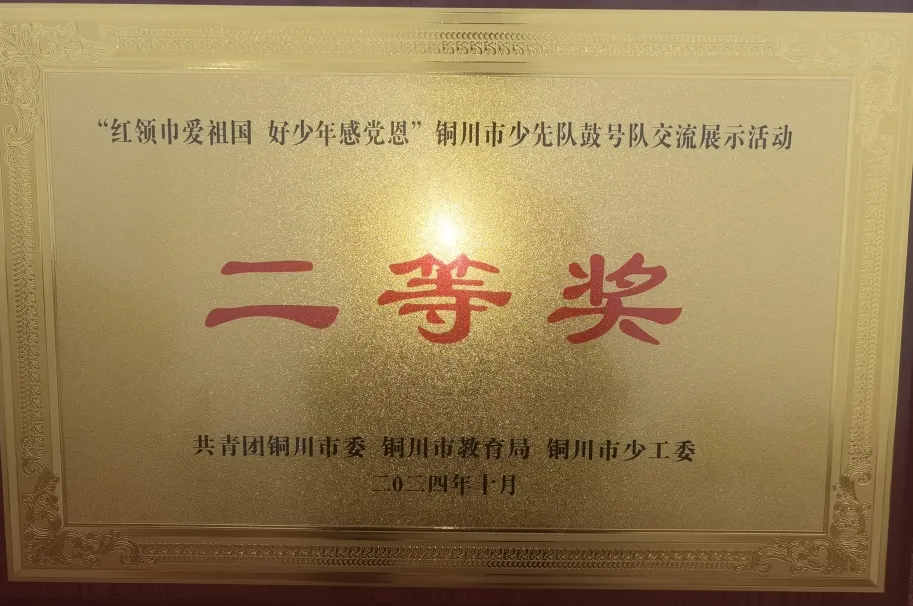 “红领巾爱祖国 好少年感党恩”铜川市少先队鼓号队交流展示活动
二等奖
共青团铜川市委 铜川市教育局 铜川市少工委
二0二四年十月